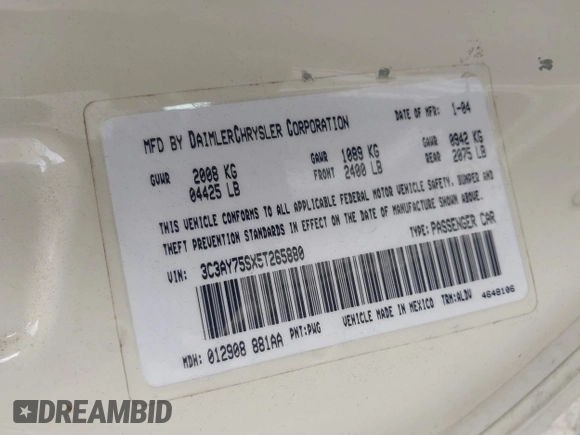 MFD BY DAIMLERCHRYSLER CORPORATION DATE OF MFR: 1-04
GVWR 2008 KG GAWR 1089 KG GAWR 0942 KG
04425 LB FRONT 2400 LB REAR 2075 LB
THIS VEHICLE CONFORMS TO ALL APPLICABLE FEDERAL MOTOR VEHICLE SAFETY, BUMPER AND
THEFT PREVENTION STANDARDS IN EFFECT ON THE DATE OF MANUFACTURE SHOWN ABOVE.
VIN: 3C3AY75SX5T265880 TYPE: PASSENGER CAR
MDH: 012908 881AA PNT:PWG VEHICLE MADE IN MEXICO TRM:ALDV 4648106
DREAMBID